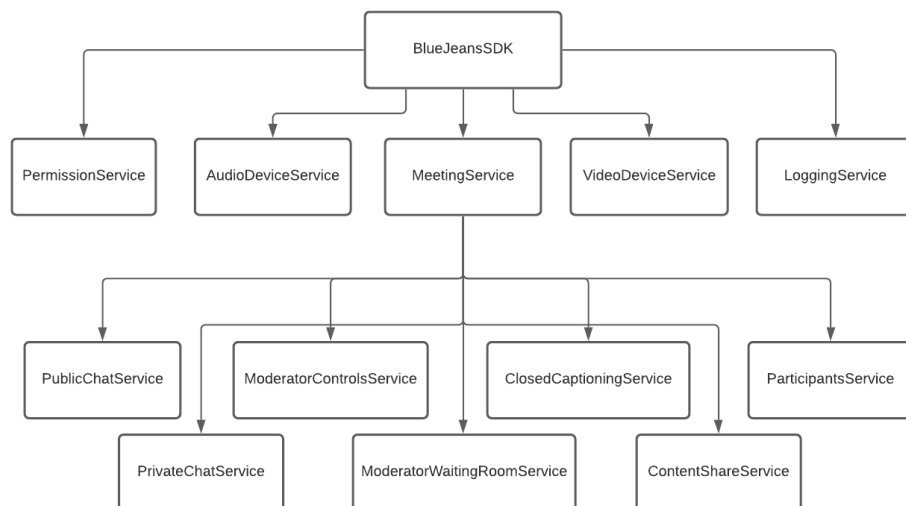 BlueJeansSDK
PermissionService
AudioDeviceService
MeetingService
VideoDeviceService
LoggingService
PublicChatService
ModeratorControlsService
ClosedCaptioningService
ParticipantsService
PrivateChatService
ModeratorWaitingRoomService
ContentShareService